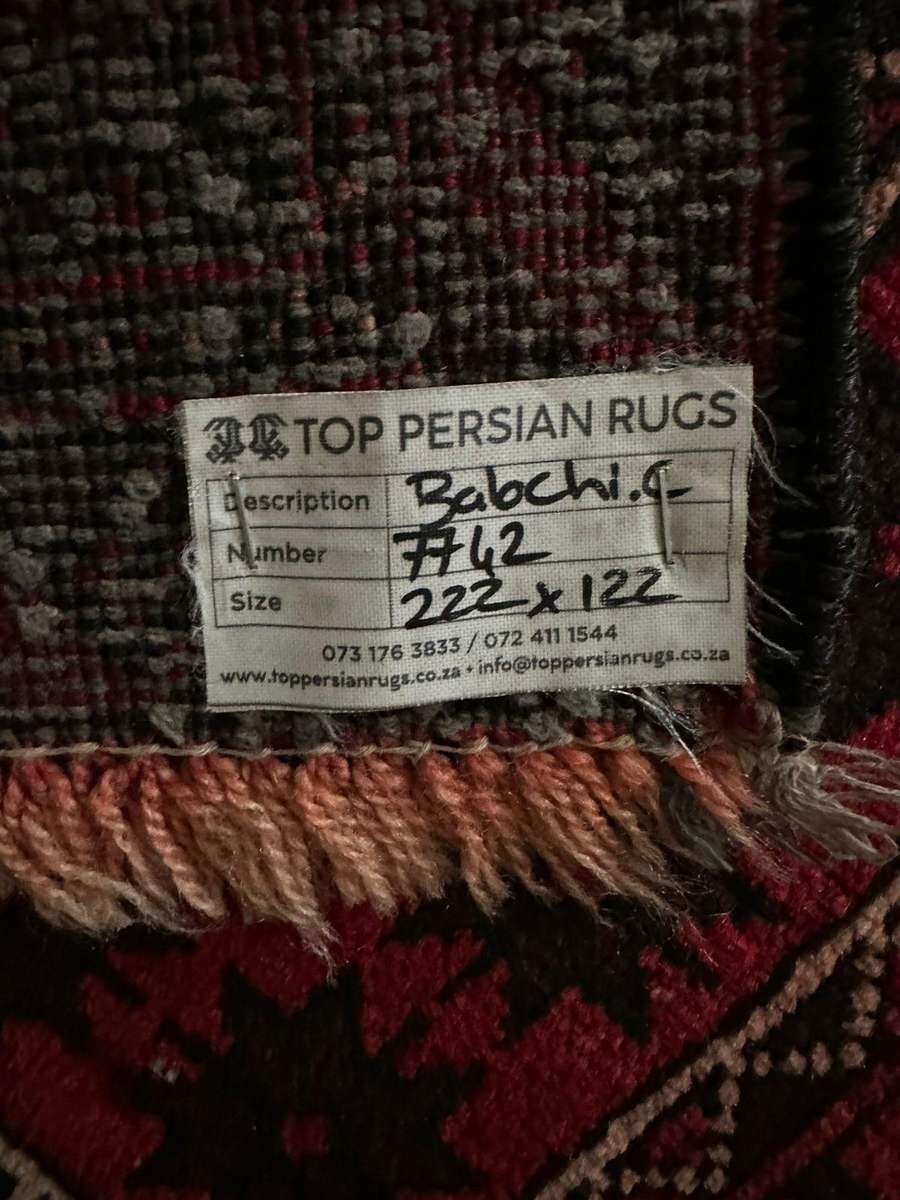 TOP PERSIAN RUGS
Description Babchi.C
Number 7742
Size 222 x 122
073 176 3833 / 072 411 1544
www.toppersianrugs.co.za • info@toppersianrugs.co.za